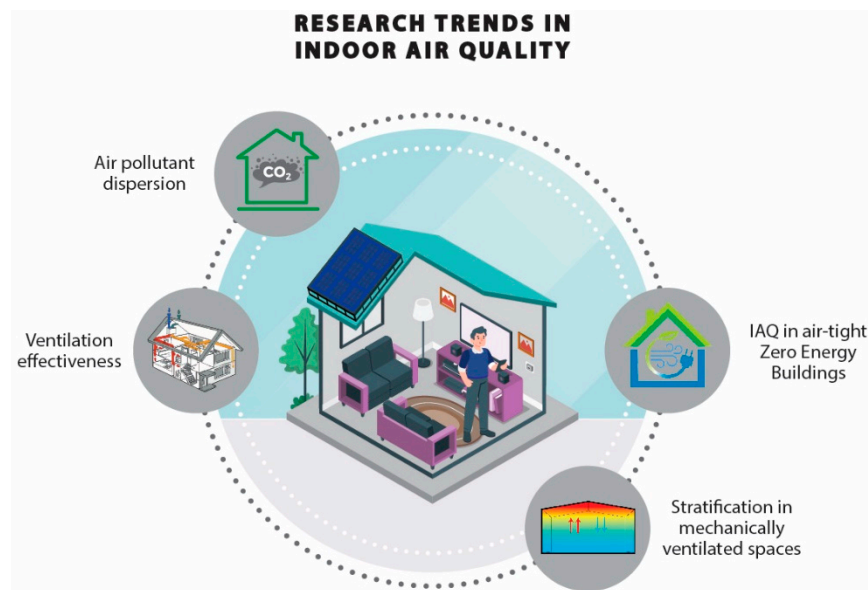 RESEARCH TRENDS IN
INDOOR AIR QUALITY
Air pollutant
dispersion
CO₂
Ventilation
effectiveness
IAQ in air-tight
Zero Energy
Buildings
Stratification in
mechanically
ventilated spaces